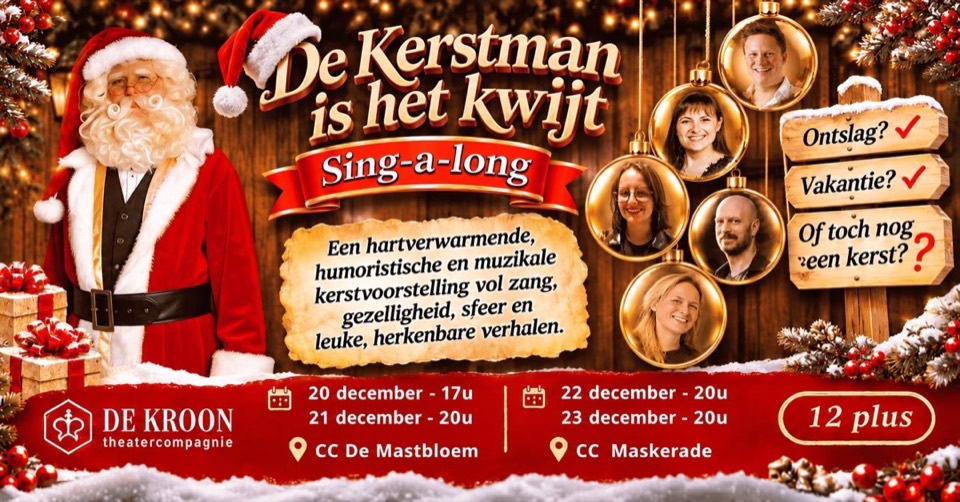 De Kerstman
is het kwijt
Sing-a-long
Een hartverwarmende,
humoristische en muzikale
kerstvoorstelling vol zang,
gezelligheid, sfeer en
leuke, herkenbare verhalen.
Ontslag? ✓
Vakantie? ✓
Of toch nog
een kerst? ?
DE KROON
theatercompagnie
20 december - 17u
21 december - 20u
CC De Mastbloem
22 december - 20u
23 december - 20u
CC Maskerade
12 plus